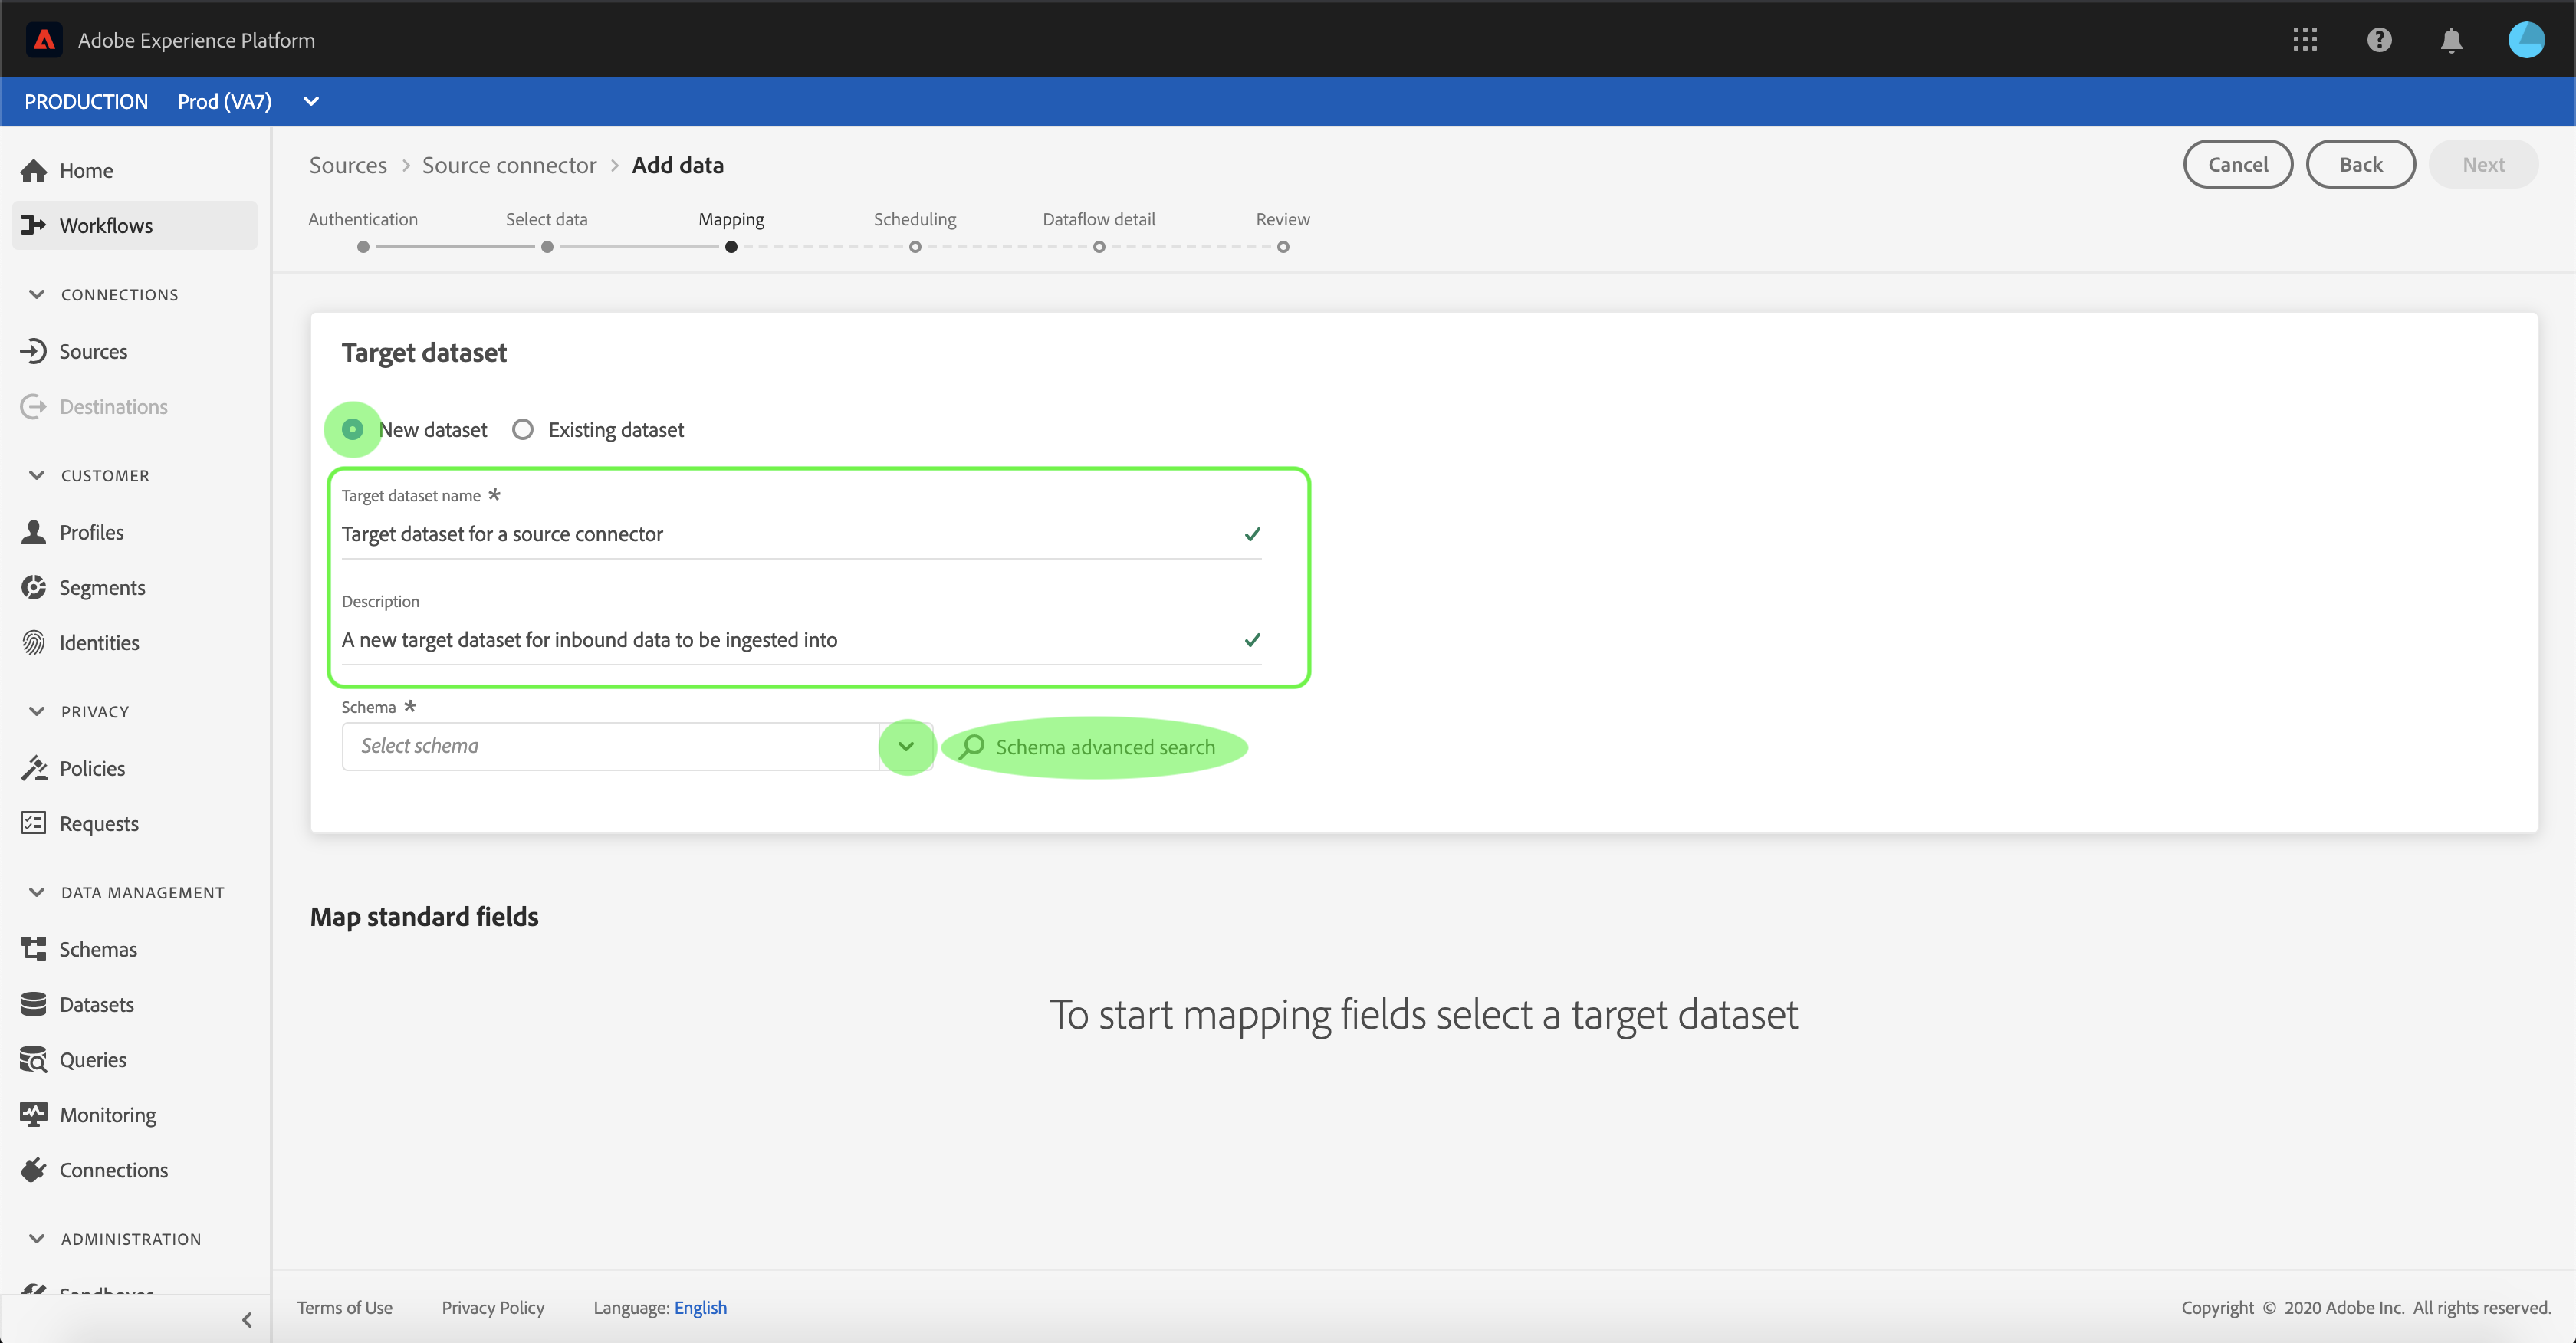 Adobe Experience Platform
PRODUCTION Prod (VA7)
Home
Workflows
CONNECTIONS
Sources
Destinations
CUSTOMER
Profiles
Segments
Identities
PRIVACY
Policies
Requests
DATA MANAGEMENT
Schemas
Datasets
Queries
Monitoring
Connections
ADMINISTRATION
Sources > Source connector > Add data
Cancel Back Next
Authentication Select data Mapping Scheduling Dataflow detail Review
Target dataset
New dataset Existing dataset
Target dataset name *
Target dataset for a source connector
Description
A new target dataset for inbound data to be ingested into
Schema *
Select schema Schema advanced search
Map standard fields
To start mapping fields select a target dataset
Terms of Use Privacy Policy Language: English Copyright © 2020 Adobe Inc. All rights reserved.